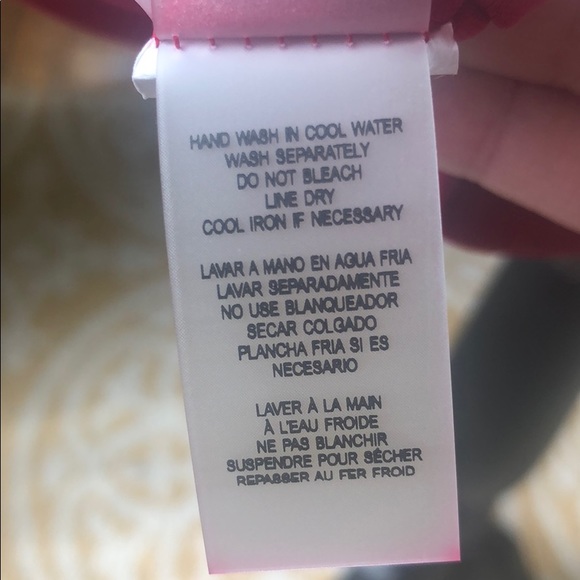 HAND WASH IN COOL WATER
WASH SEPARATELY
DO NOT BLEACH
LINE DRY
COOL IRON IF NECESSARY
LAVAR A MANO EN AGUA FRIA
LAVAR SEPARADAMENTE
NO USE BLANQUEADOR
SECAR COLGADO
PLANCHA FRIA SI ES
NECESARIO
LAVER À LA MAIN
À L'EAU FROIDE
NE PAS BLANCHIR
SUSPENDRE POUR SÉCHER
REPASSER AU FER FROID